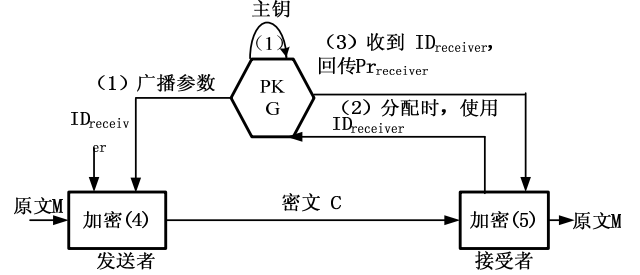 主钥
(1)
（3）收到 IDreceiver,
回传Prreceiver
（1）广播参数
PK
G
（2）分配时，使用
IDreceiver
IDreceiv
er
原文M
加密(4)
密文 C
加密(5)
原文M
发送者
接受者